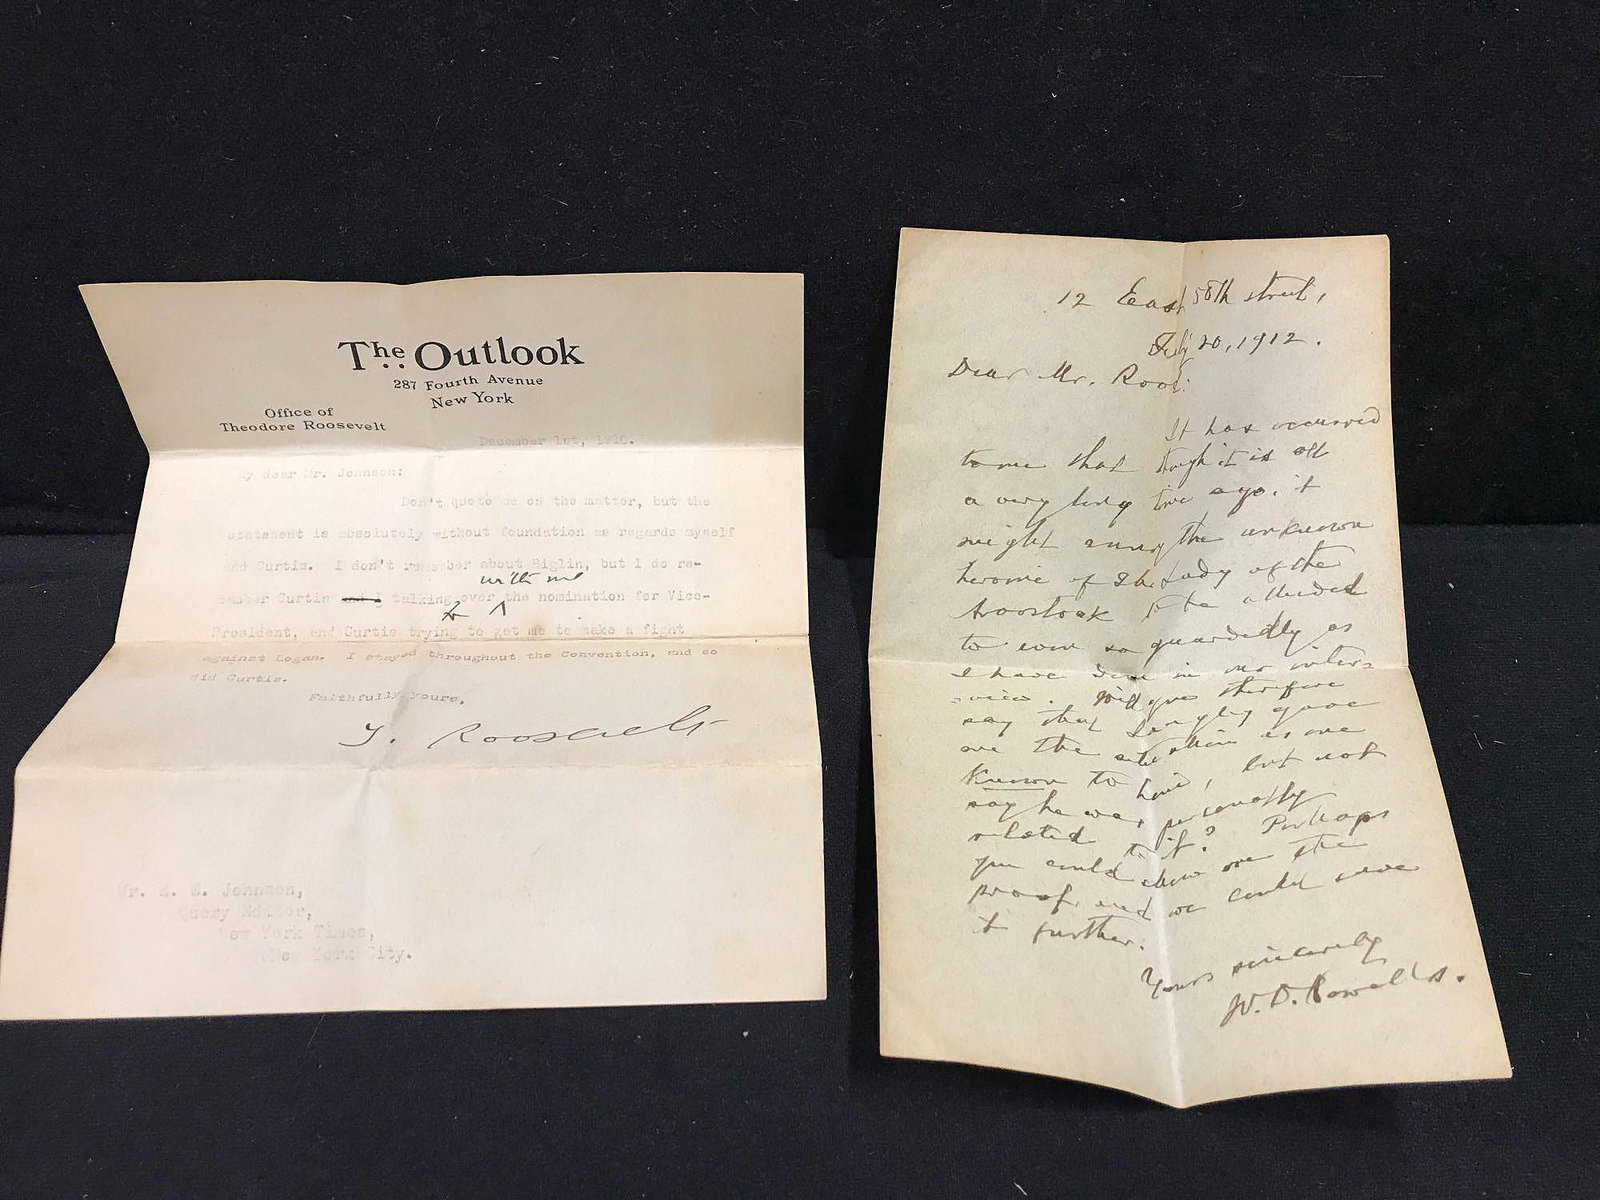 The Outlook
287 Fourth Avenue
New York
Office of
Theodore Roosevelt
December 1st, 1910.
My dear Mr. Johnson:
Don't quote me on the matter, but the
statement is absolutely without foundation as regards myself
and Curtis. I don't remember about Biglin, but I do re-
member Curtis talking over the nomination for Vice-
with me
President, and Curtis trying to get me to make a fight
against Logan. I stayed throughout the Convention, and so
did Curtis.
Faithfully yours,
T. Roosevelt
Mr. E. S. Johnson,
Query Editor,
New York Times,
New York City.
12 East 58th street,
July 20, 1912.
Dear Mr. Rood:
It has occurred
to me that though it is all
a very long time ago, it
might annoy the unknown
heroine of The Lady of the
Aroostook to be alluded
to even so guardedly as
I have done in our inter-
view. Will you therefore
say that Langley gave
me the situation as one
known to him, but not
say he was personally
related to it? Perhaps
you could show me the
proof, and we could
it further.
Yours sincerely
W. D. Howells.